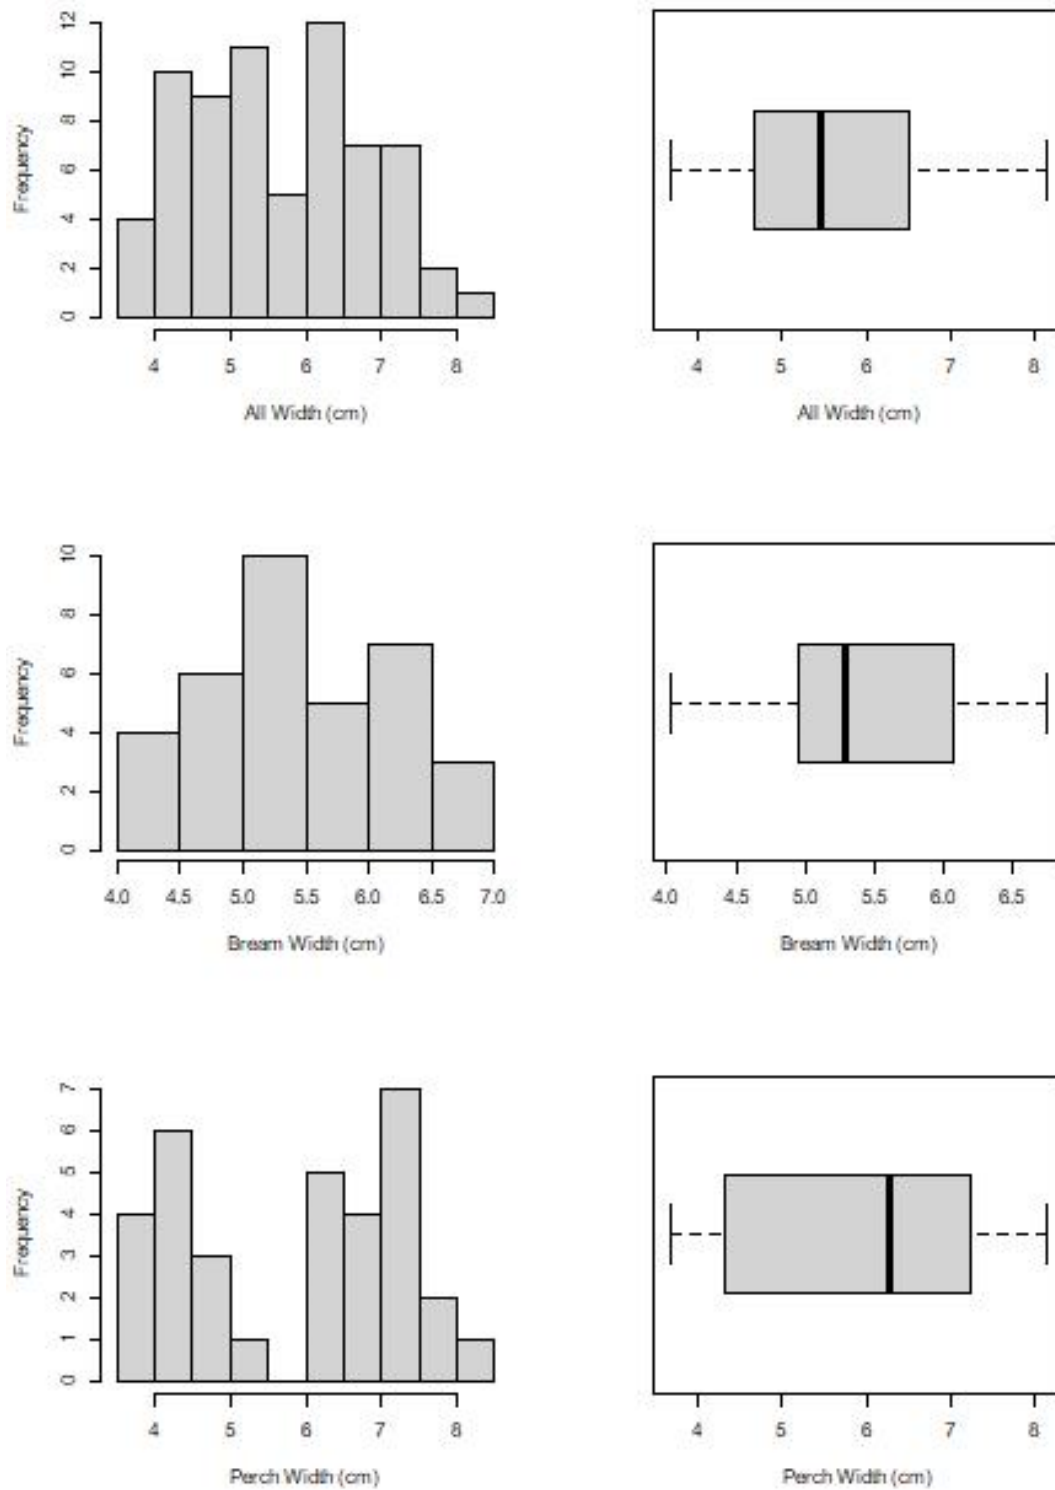 Frequency
12
10
8
6
4
2
0
4 5 6 7 8
All Width (cm)
4 5 6 7 8
All Width (cm)
Frequency
10
8
6
4
2
0
4.0 4.5 5.0 5.5 6.0 6.5 7.0
Bream Width (cm)
4.0 4.5 5.0 5.5 6.0 6.5
Bream Width (cm)
Frequency
7
6
5
4
3
2
1
0
4 5 6 7 8
Perch Width (cm)
4 5 6 7 8
Perch Width (cm)